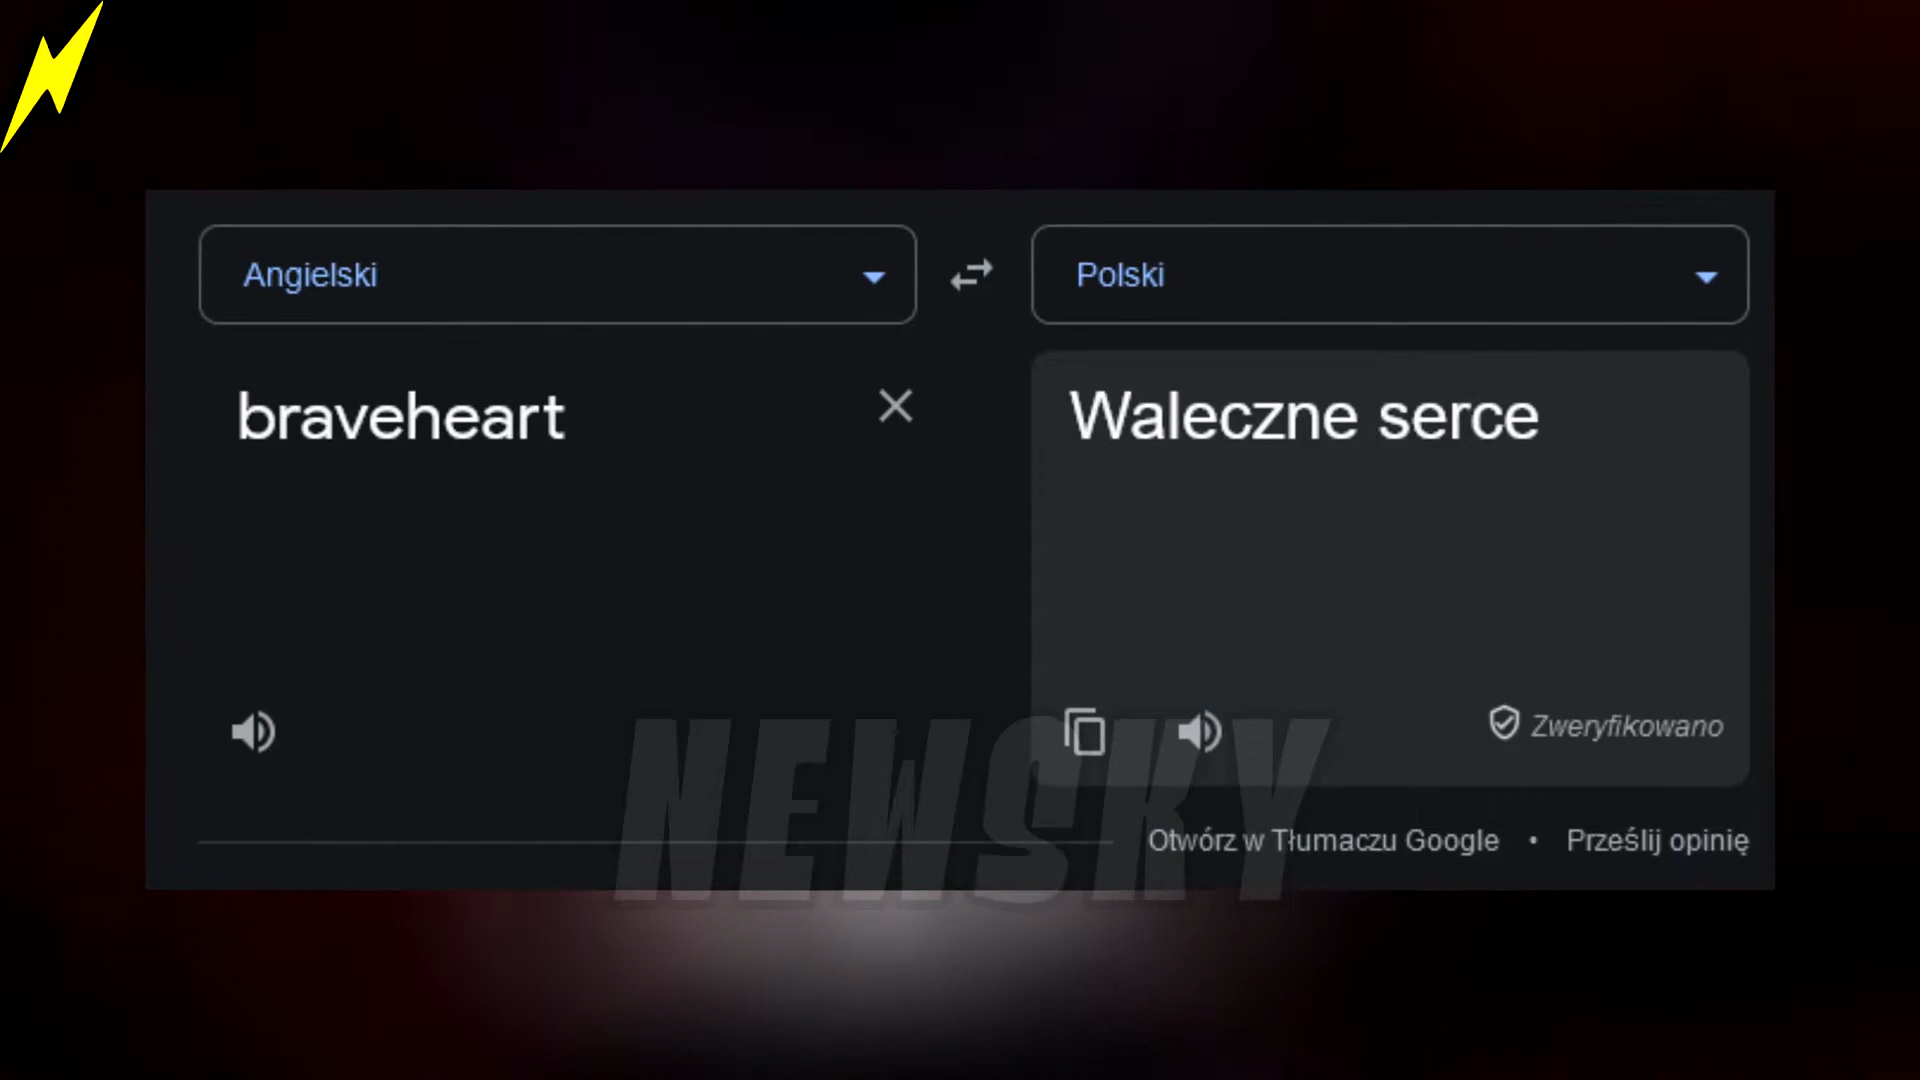 Angielski
Polski
braveheart
Waleczne serce
Zweryfikowano
NEWSKY
Otwórz w Tłumaczu Google • Prześlij opinię